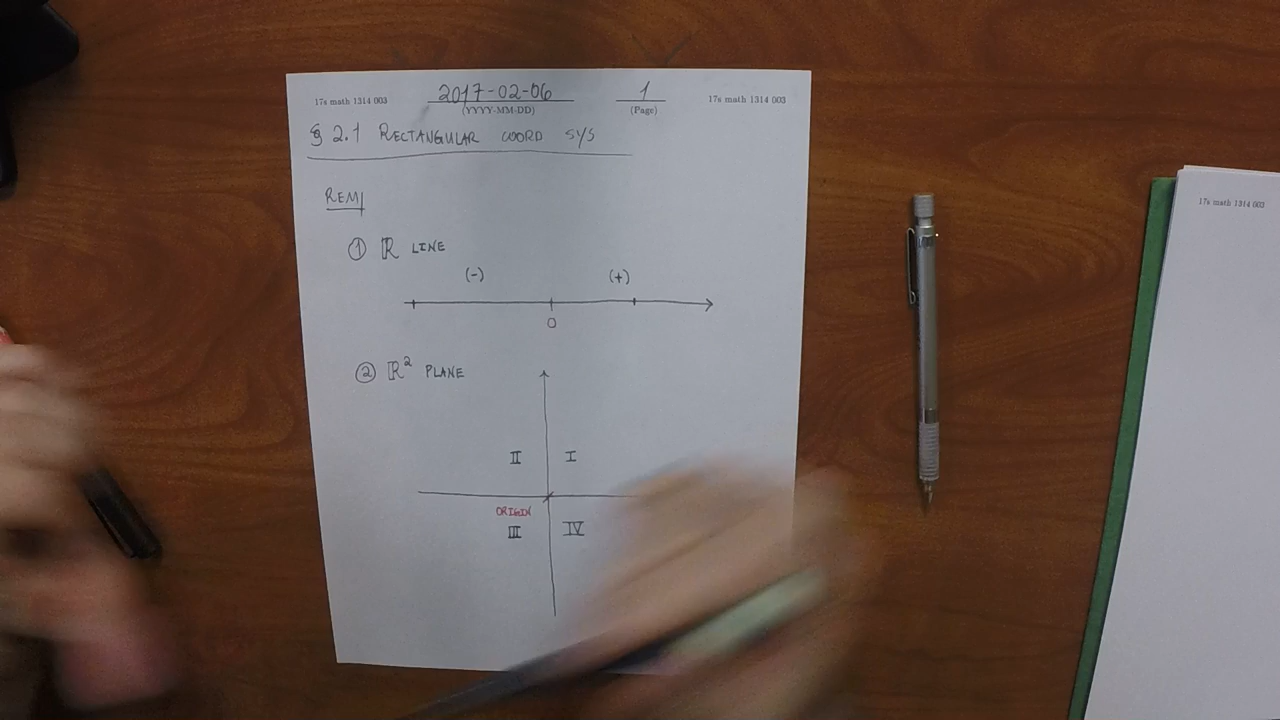 17s math 1314 003 2017-02-06 1 17s math 1314 003
(YYYY-MM-DD) (Page)
§ 2.1 RECTANGULAR COORD SYS
REM
① ℝ LINE
(-) (+)
0
② ℝ² PLANE
II I
ORIGIN
III IV
17s math 1314 003